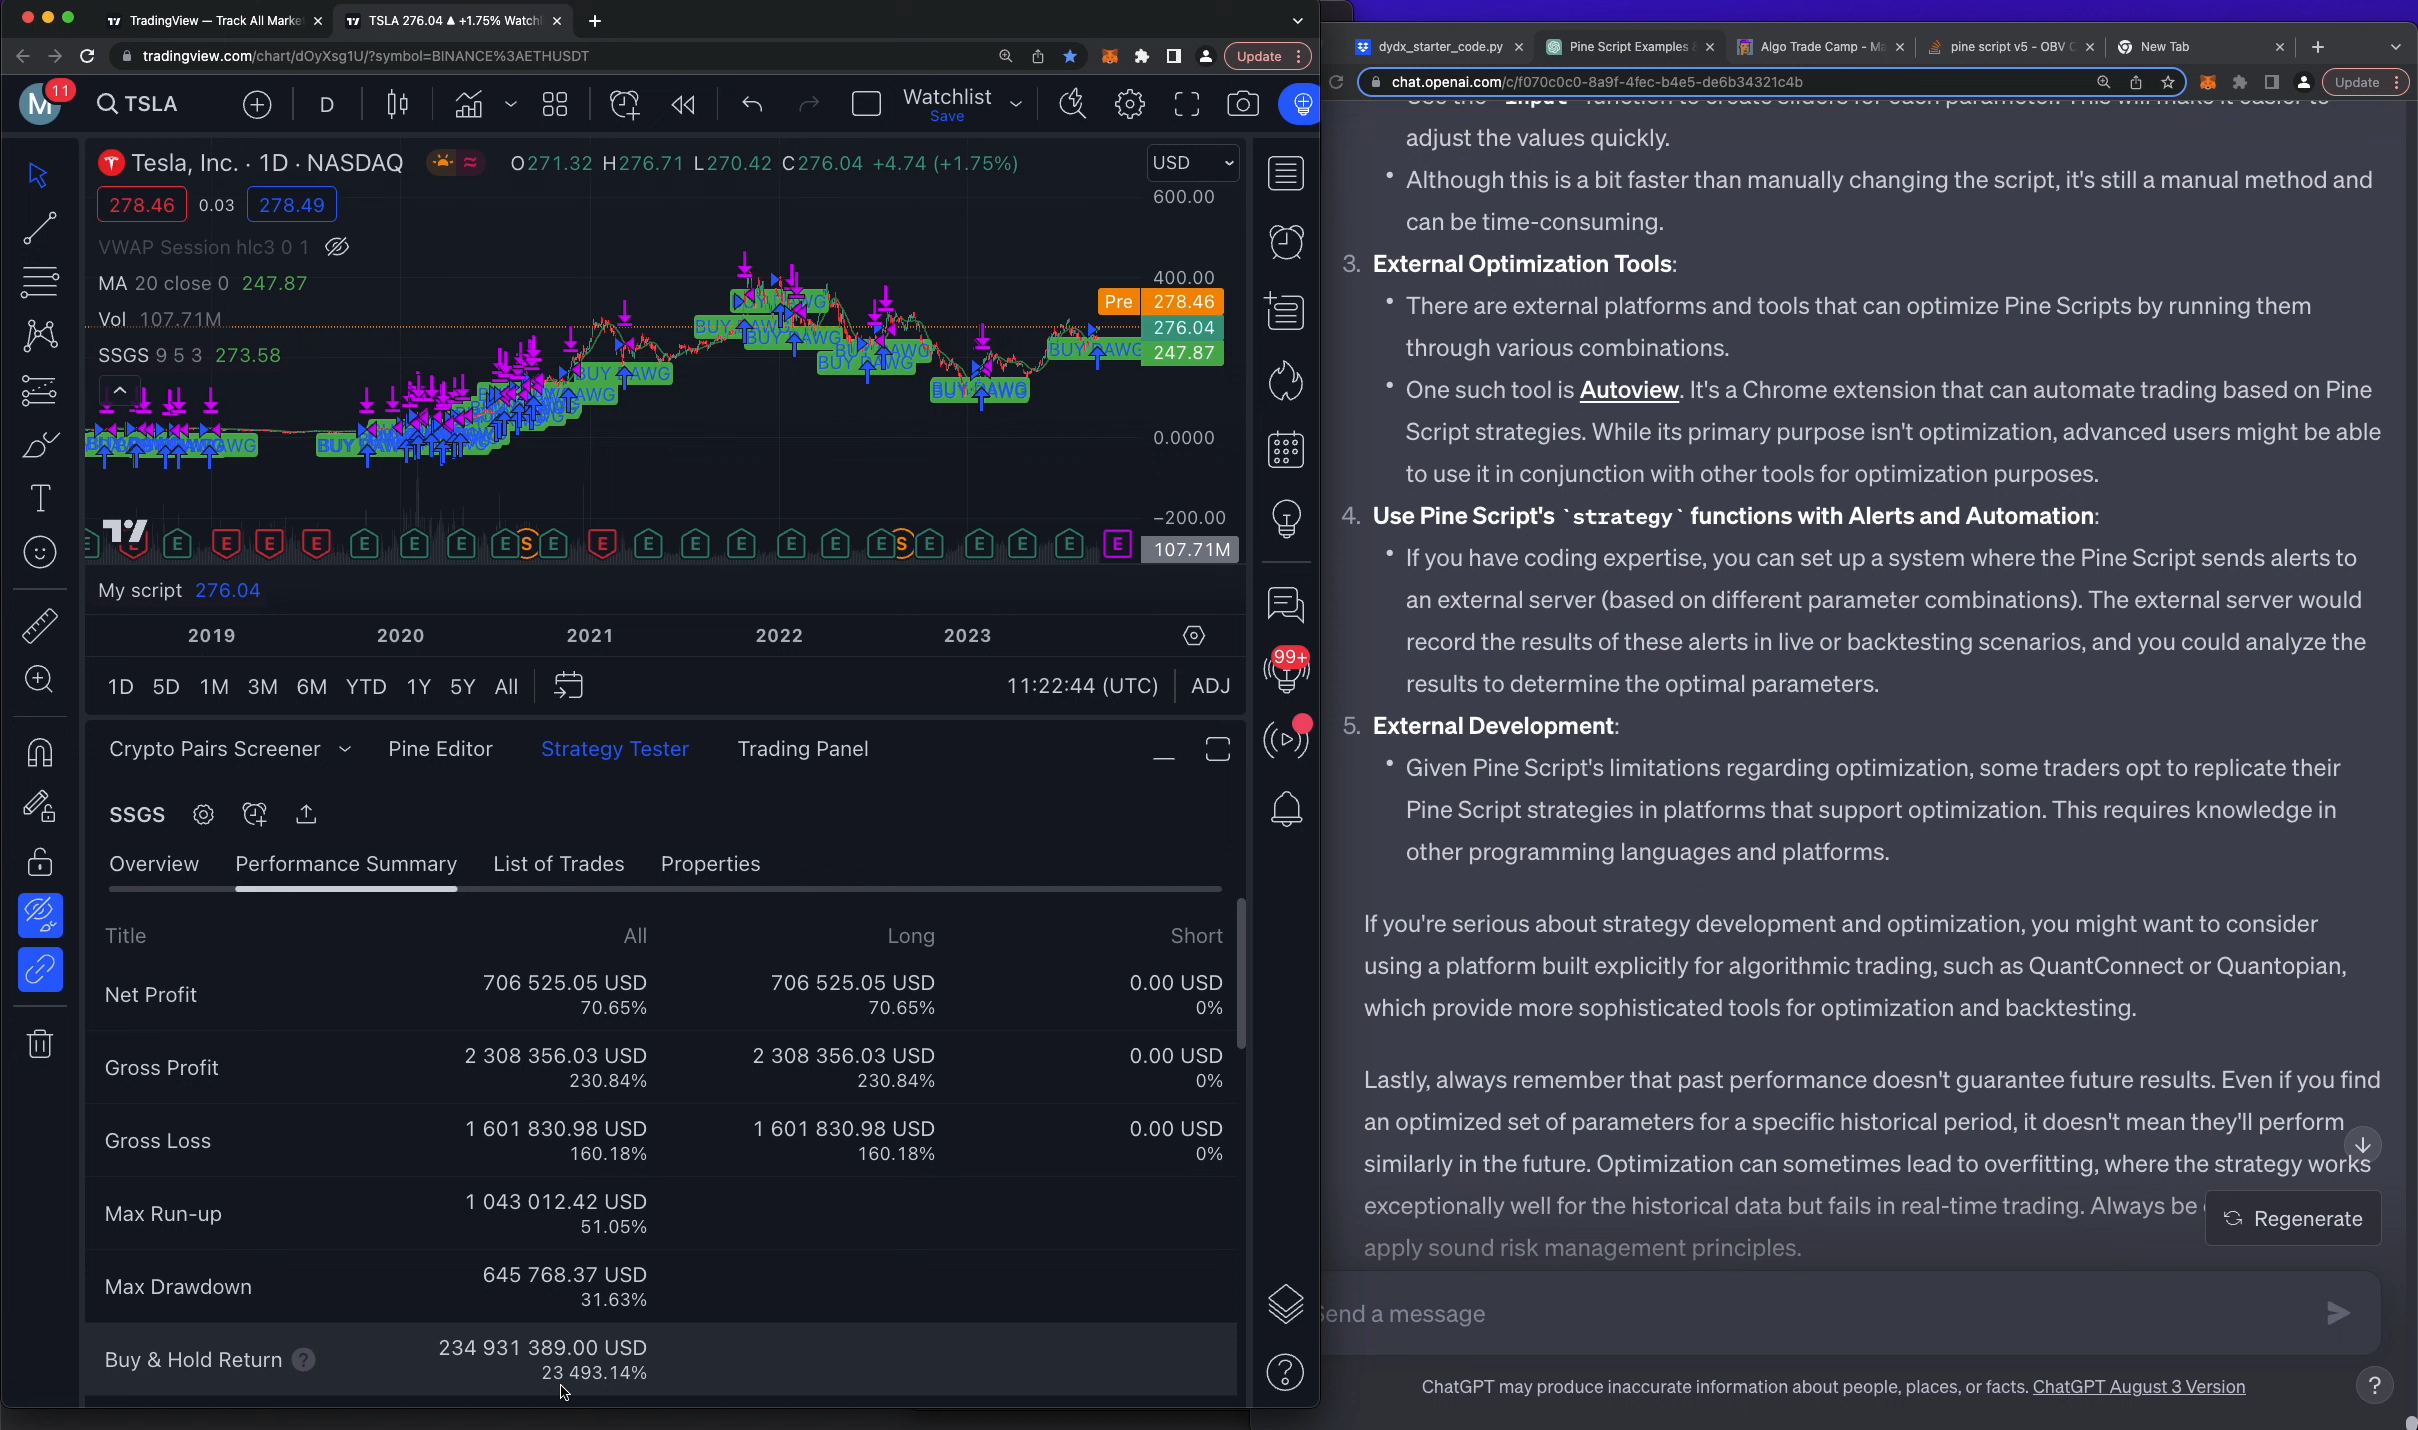 TradingView — Track All Marke
TSLA 276.04 ▲ +1.75% Watchl
tradingview.com/chart/dOyXsg1U/?symbol=BINANCE%3AETHUSDT
Update
M
11
TSLA
D
Watchlist
Save
Tesla, Inc. · 1D · NASDAQ
O271.32 H276.71 L270.42 C276.04 +4.74 (+1.75%)
USD
278.46
0.03
278.49
600.00
VWAP Session hlc3 0 1
MA 20 close 0 247.87
Vol 107.71M
SSGS 9 5 3 273.58
400.00
Pre 278.46
276.04
247.87
0.0000
−200.00
107.71M
My script 276.04
2019 2020 2021 2022 2023
1D 5D 1M 3M 6M YTD 1Y 5Y All
11:22:44 (UTC)
ADJ
99+
Crypto Pairs Screener
Pine Editor
Strategy Tester
Trading Panel
SSGS
Overview
Performance Summary
List of Trades
Properties
Title All Long Short
Net Profit
706 525.05 USD 706 525.05 USD 0.00 USD
70.65% 70.65% 0%
Gross Profit
2 308 356.03 USD 2 308 356.03 USD 0.00 USD
230.84% 230.84% 0%
Gross Loss
1 601 830.98 USD 1 601 830.98 USD 0.00 USD
160.18% 160.18% 0%
Max Run-up
1 043 012.42 USD
51.05%
Max Drawdown
645 768.37 USD
31.63%
Buy & Hold Return
234 931 389.00 USD
23 493.14%
dydx_starter_code.py
Pine Script Examples &
Algo Trade Camp - Ma
pine script v5 - OBV C
New Tab
chat.openai.com/c/f070c0c0-8a9f-4fec-b4e5-de6b34321c4b
Update
adjust the values quickly.
• Although this is a bit faster than manually changing the script, it's still a manual method and
can be time-consuming.
3. External Optimization Tools:
• There are external platforms and tools that can optimize Pine Scripts by running them
through various combinations.
• One such tool is Autoview. It's a Chrome extension that can automate trading based on Pine
Script strategies. While its primary purpose isn't optimization, advanced users might be able
to use it in conjunction with other tools for optimization purposes.
4. Use Pine Script's `strategy` functions with Alerts and Automation:
• If you have coding expertise, you can set up a system where the Pine Script sends alerts to
an external server (based on different parameter combinations). The external server would
record the results of these alerts in live or backtesting scenarios, and you could analyze the
results to determine the optimal parameters.
5. External Development:
• Given Pine Script's limitations regarding optimization, some traders opt to replicate their
Pine Script strategies in platforms that support optimization. This requires knowledge in
other programming languages and platforms.
If you're serious about strategy development and optimization, you might want to consider
using a platform built explicitly for algorithmic trading, such as QuantConnect or Quantopian,
which provide more sophisticated tools for optimization and backtesting.
Lastly, always remember that past performance doesn't guarantee future results. Even if you find
an optimized set of parameters for a specific historical period, it doesn't mean they'll perform
similarly in the future. Optimization can sometimes lead to overfitting, where the strategy works
exceptionally well for the historical data but fails in real-time trading. Always be
apply sound risk management principles.
Regenerate
Send a message
ChatGPT may produce inaccurate information about people, places, or facts. ChatGPT August 3 Version
?